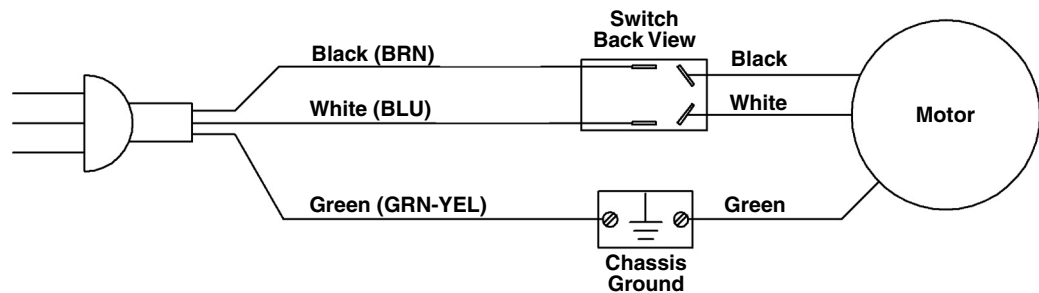 Switch
Back View
Black (BRN)
Black
White (BLU)
White
Motor
Green (GRN-YEL)
Green
Chassis
Ground